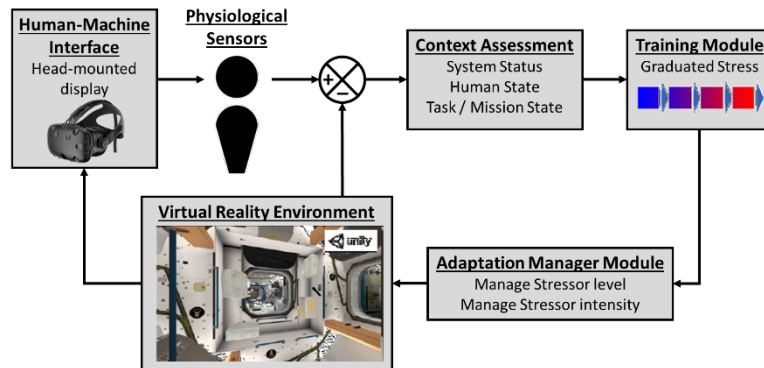 Human-Machine
Interface
Head-mounted
display
Physiological
Sensors
+
−
Context Assessment
System Status
Human State
Task / Mission State
Training Module
Graduated Stress
Virtual Reality Environment
unity
Adaptation Manager Module
Manage Stressor level
Manage Stressor intensity